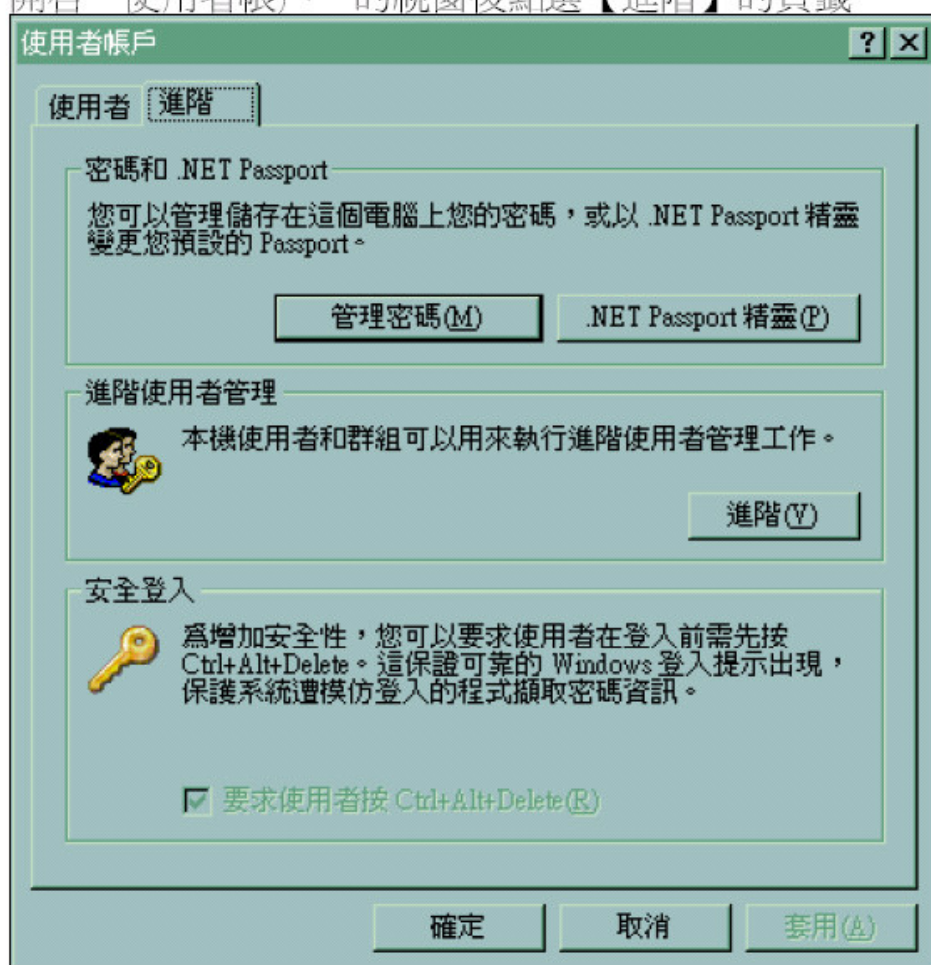 使用者帳戶
使用者 進階
密碼和 .NET Passport
您可以管理儲存在這個電腦上您的密碼，或以 .NET Passport 精靈
變更您預設的 Passport。
管理密碼(M) .NET Passport 精靈(P)
進階使用者管理
本機使用者和群組可以用來執行進階使用者管理工作。
進階(V)
安全登入
為增加安全性，您可以要求使用者在登入前需先按
Ctrl+Alt+Delete。這保證可靠的 Windows 登入提示出現，
保護系統遭模仿登入的程式擷取密碼資訊。
要求使用者按 Ctrl+Alt+Delete(R)
確定 取消 套用(A)